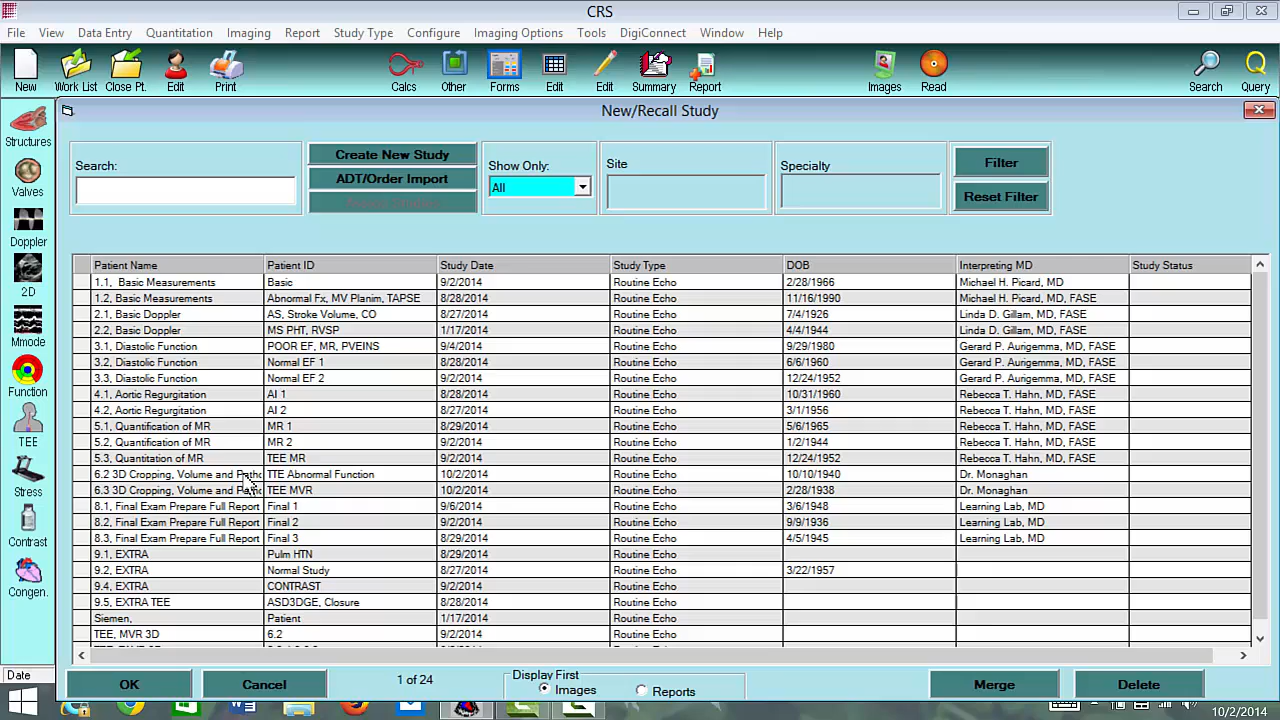 CRS
File View Data Entry Quantitation Imaging Report Study Type Configure Imaging Options Tools DigiConnect Window Help
New Work List Close Pt. Edit Print Calcs Other Forms Edit Edit Summary Report Images Read Search Query
New/Recall Study
Structures
Valves
Doppler
2D
Mmode
Function
TEE
Stress
Contrast
Congen.
Date
Search:
Create New Study
ADT/Order Import
Show Only:
All
Site
Specialty
Filter
Reset Filter
Patient Name Patient ID Study Date Study Type DOB Interpreting MD Study Status
1.1, Basic Measurements Basic 9/2/2014 Routine Echo 2/28/1966 Michael H. Picard, MD
1.2, Basic Measurements Abnormal Fx, MV Planim, TAPSE 8/28/2014 Routine Echo 11/16/1990 Michael H. Picard, MD, FASE
2.1, Basic Doppler AS, Stroke Volume, CO 8/27/2014 Routine Echo 7/4/1926 Linda D. Gillam, MD, FASE
2.2, Basic Doppler MS PHT, RVSP 1/17/2014 Routine Echo 4/4/1944 Linda D. Gillam, MD, FASE
3.1, Diastolic Function POOR EF, MR, PVEINS 9/4/2014 Routine Echo 9/29/1980 Gerard P. Aurigemma, MD, FASE
3.2, Diastolic Function Normal EF 1 8/28/2014 Routine Echo 6/6/1960 Gerard P. Aurigemma, MD, FASE
3.3, Diastolic Function Normal EF 2 9/2/2014 Routine Echo 12/24/1952 Gerard P. Aurigemma, MD, FASE
4.1, Aortic Regurgitation AI 1 8/28/2014 Routine Echo 10/31/1960 Rebecca T. Hahn, MD, FASE
4.2, Aortic Regurgitation AI 2 8/27/2014 Routine Echo 3/1/1956 Rebecca T. Hahn, MD, FASE
5.1, Quantification of MR MR 1 8/29/2014 Routine Echo 5/6/1965 Rebecca T. Hahn, MD, FASE
5.2, Quantification of MR MR 2 9/2/2014 Routine Echo 1/2/1944 Rebecca T. Hahn, MD, FASE
5.3, Quantitation of MR TEE MR 9/2/2014 Routine Echo 12/24/1952 Rebecca T. Hahn, MD, FASE
6.2 3D Cropping, Volume and TTE Abnormal Function 10/2/2014 Routine Echo 10/10/1940 Dr. Monaghan
6.3 3D Cropping, Volume and TEE MVR 10/2/2014 Routine Echo 2/28/1938 Dr. Monaghan
8.1, Final Exam Prepare Full Report Final 1 9/6/2014 Routine Echo 3/6/1948 Learning Lab, MD
8.2, Final Exam Prepare Full Report Final 2 9/2/2014 Routine Echo 9/9/1936 Learning Lab, MD
8.3, Final Exam Prepare Full Report Final 3 8/29/2014 Routine Echo 4/5/1945 Learning Lab, MD
9.1, EXTRA Pulm HTN 8/29/2014 Routine Echo
9.2, EXTRA Normal Study 8/27/2014 Routine Echo 3/22/1957
9.4, EXTRA CONTRAST 9/2/2014 Routine Echo
9.5, EXTRA TEE ASD3DGE, Closure 8/28/2014 Routine Echo
Siemen, Patient 1/17/2014 Routine Echo
TEE, MVR 3D 6.2 9/2/2014 Routine Echo
OK Cancel 1 of 24 Display First Images Reports Merge Delete
10/2/2014